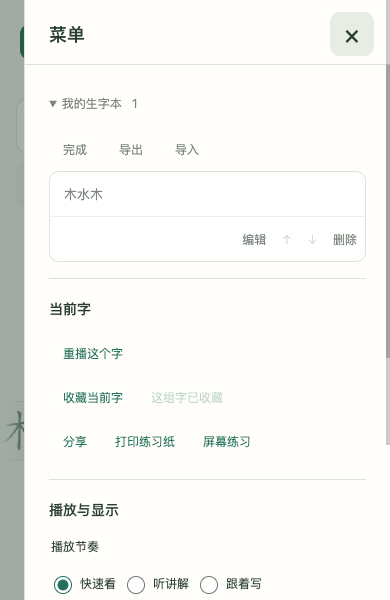 菜单
▼ 我的生字本 1
完成 导出 导入
木水木
编辑 ↑ ↓ 删除
当前字
重播这个字
收藏当前字 这组字已收藏
分享 打印练习纸 屏幕练习
播放与显示
播放节奏
快速看 听讲解 跟着写